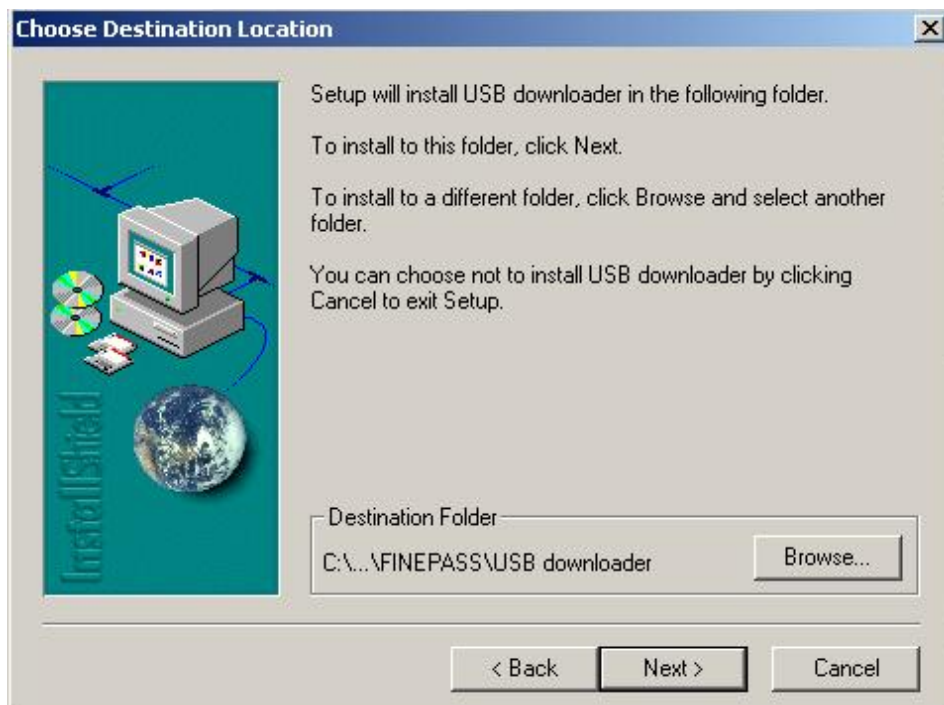 Choose Destination Location
Setup will install USB downloader in the following folder.
To install to this folder, click Next.
To install to a different folder, click Browse and select another
folder.
You can choose not to install USB downloader by clicking
Cancel to exit Setup.
InstallShield
Destination Folder
C:\...\FINEPASS\USB downloader
Browse...
< Back
Next >
Cancel